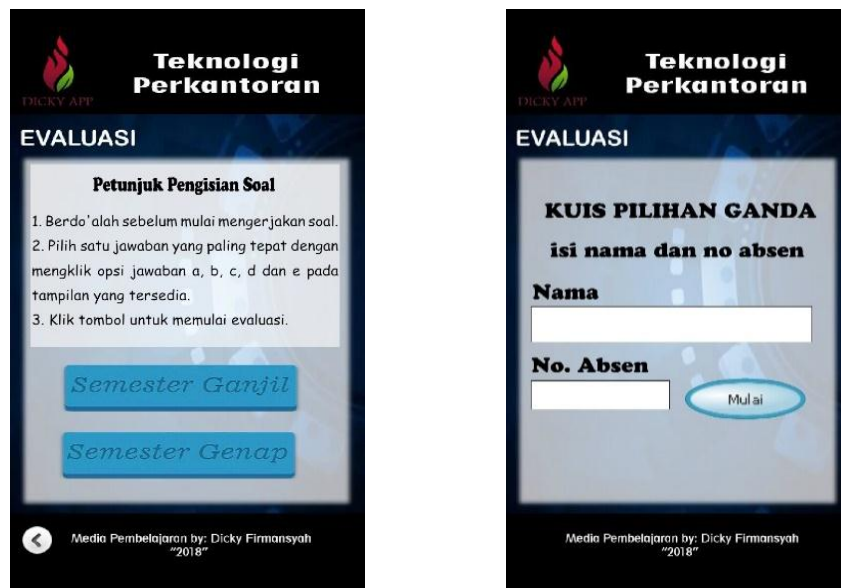 Teknologi
Perkantoran
DICKY APP
EVALUASI
Petunjuk Pengisian Soal
1. Berdo'alah sebelum mulai mengerjakan soal.
2. Pilih satu jawaban yang paling tepat dengan
mengklik opsi jawaban a, b, c, d dan e pada
tampilan yang tersedia.
3. Klik tombol untuk memulai evaluasi.
Semester Ganjil
Semester Genap
Media Pembelajaran by: Dicky Firmansyah
"2018"
Teknologi
Perkantoran
DICKY APP
EVALUASI
KUIS PILIHAN GANDA
isi nama dan no absen
Nama
No. Absen
Mulai
Media Pembelajaran by: Dicky Firmansyah
"2018"